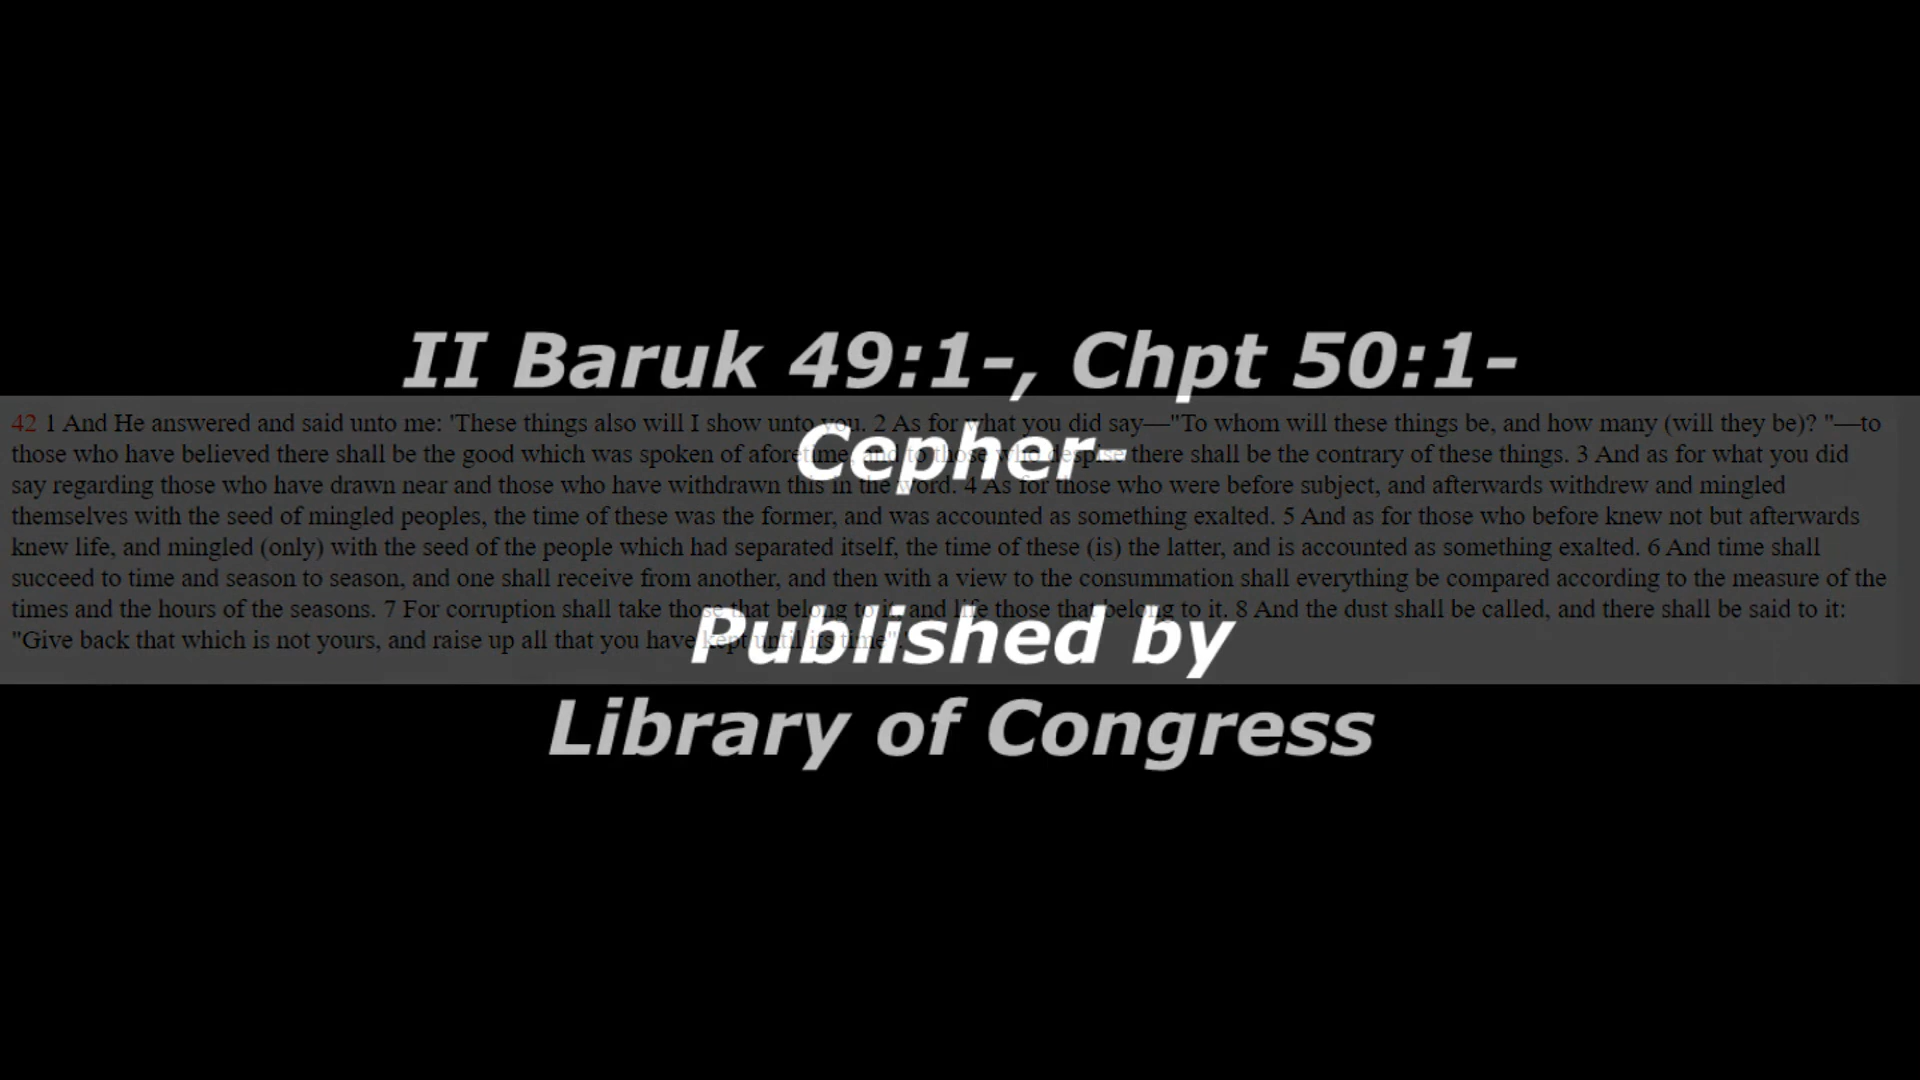 II Baruk 49:1-, Chpt 50:1-
Cepher-
Published by
Library of Congress
42 1 And He answered and said unto me: 'These things also will I show unto you. 2 As for what you did say—"To whom will these things be, and how many (will they be)? "—to
those who have believed there shall be the good which was spoken of aforetime, and to those who despise there shall be the contrary of these things. 3 And as for what you did
say regarding those who have drawn near and those who have withdrawn this in the word. 4 As for those who were before subject, and afterwards withdrew and mingled
themselves with the seed of mingled peoples, the time of these was the former, and was accounted as something exalted. 5 And as for those who before knew not but afterwards
knew life, and mingled (only) with the seed of the people which had separated itself, the time of these (is) the latter, and is accounted as something exalted. 6 And time shall
succeed to time and season to season, and one shall receive from another, and then with a view to the consummation shall everything be compared according to the measure of the
times and the hours of the seasons. 7 For corruption shall take those that belong to it, and life those that belong to it. 8 And the dust shall be called, and there shall be said to it:
"Give back that which is not yours, and raise up all that you have kept until its time".'